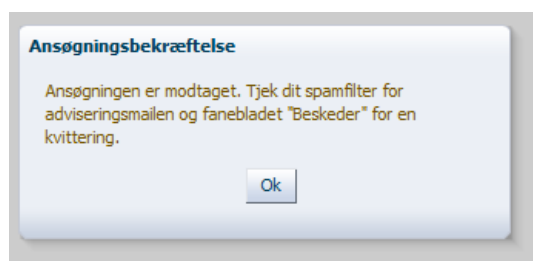 Ansøgningsbekræftelse
Ansøgningen er modtaget. Tjek dit spamfilter for
adviseringsmailen og fanebladet "Beskeder" for en
kvittering.
Ok